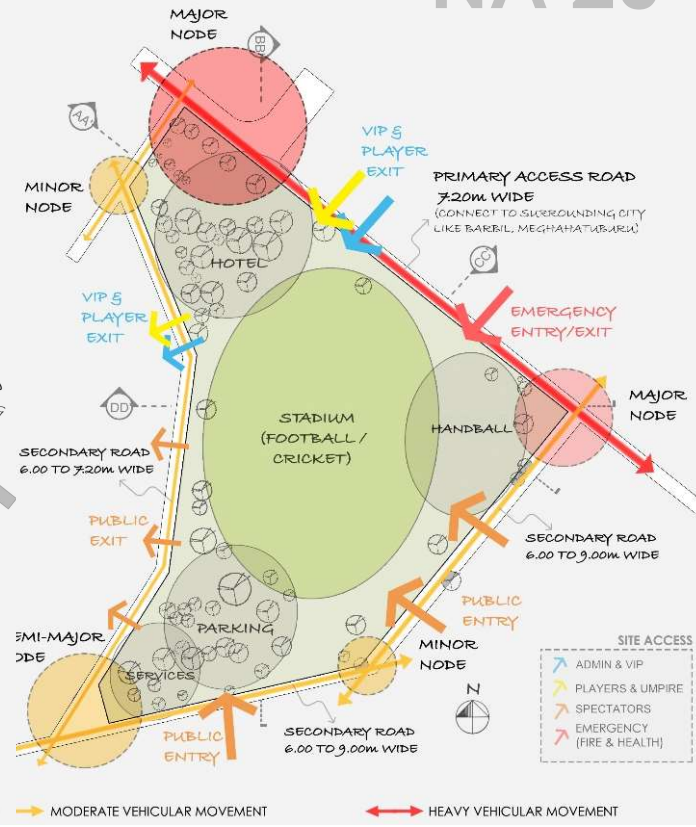 MAJOR
NODE
BB'
AA'
VIP &
PLAYER
EXIT
PRIMARY ACCESS ROAD
7.20m WIDE
(CONNECT TO SURROUNDING CITY
LIKE BARBIL, MEGHAHATUBURU)
MINOR
NODE
HOTEL
CC'
VIP &
PLAYER
EXIT
EMERGENCY
ENTRY/EXIT
DD'
MAJOR
NODE
STADIUM
(FOOTBALL /
CRICKET)
HANDBALL
SECONDARY ROAD
6.00 TO 7.20m WIDE
PUBLIC
EXIT
SECONDARY ROAD
6.00 TO 9.00m WIDE
PUBLIC
ENTRY
PARKING
EMI-MAJOR
ODE
MINOR
NODE
SERVICES
N
SITE ACCESS
ADMIN & VIP
PLAYERS & UMPIRE
SPECTATORS
EMERGENCY
(FIRE & HEALTH)
PUBLIC
ENTRY
SECONDARY ROAD
6.00 TO 9.00m WIDE
MODERATE VEHICULAR MOVEMENT
HEAVY VEHICULAR MOVEMENT